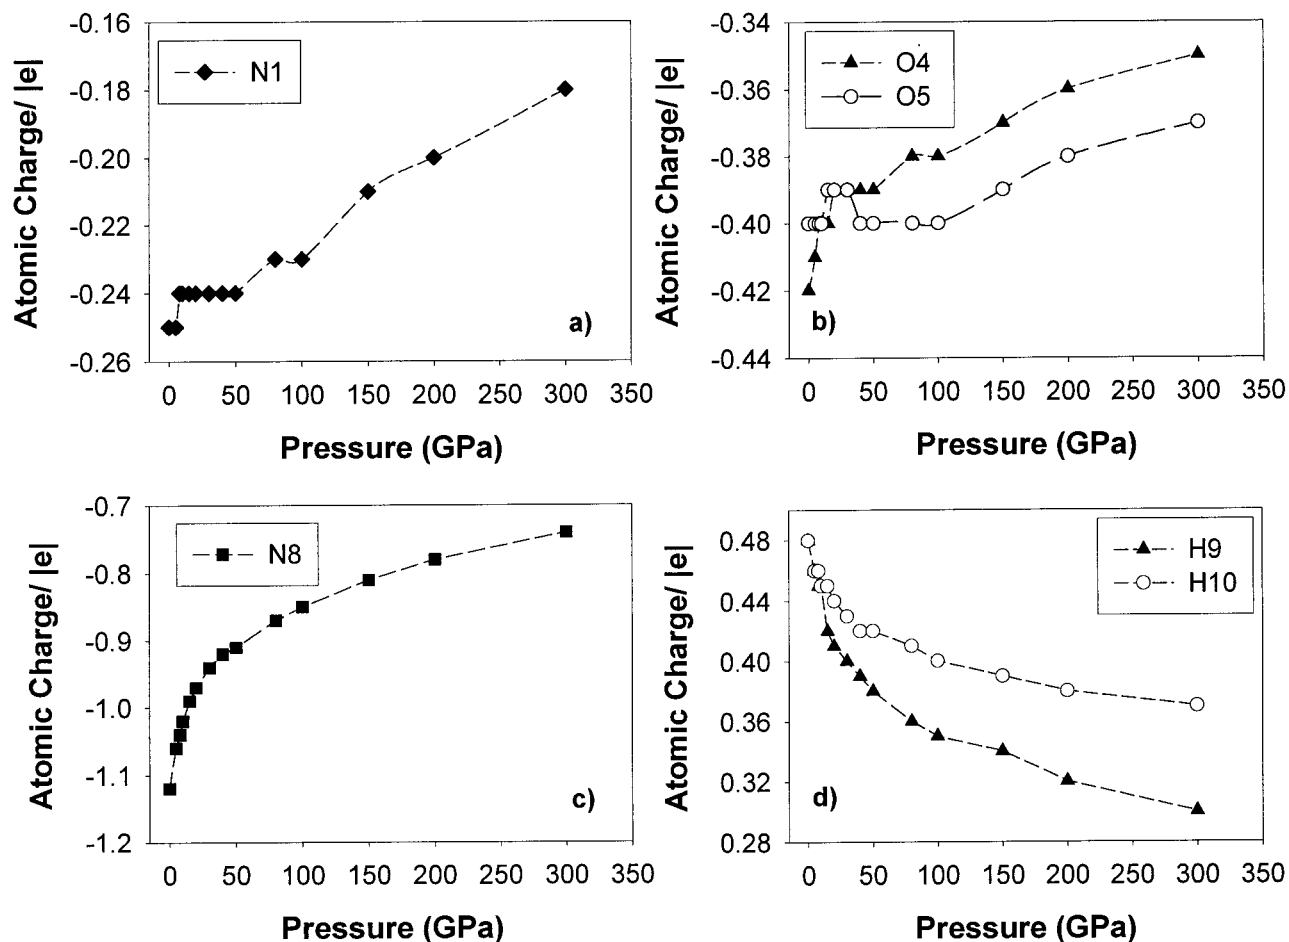 -0.16
-0.18
-0.20
-0.22
-0.24
-0.26
Atomic Charge/ |e|
N1
a)
0 50 100 150 200 250 300 350
Pressure (GPa)
-0.34
-0.36
-0.38
-0.40
-0.42
-0.44
Atomic Charge/ |e|
O4
O5
b)
0 50 100 150 200 250 300 350
Pressure (GPa)
-0.7
-0.8
-0.9
-1.0
-1.1
-1.2
Atomic Charge/ |e|
N8
c)
0 50 100 150 200 250 300 350
Pressure (GPa)
0.48
0.44
0.40
0.36
0.32
0.28
Atomic Charge/ |e|
H9
H10
d)
0 50 100 150 200 250 300 350
Pressure (GPa)